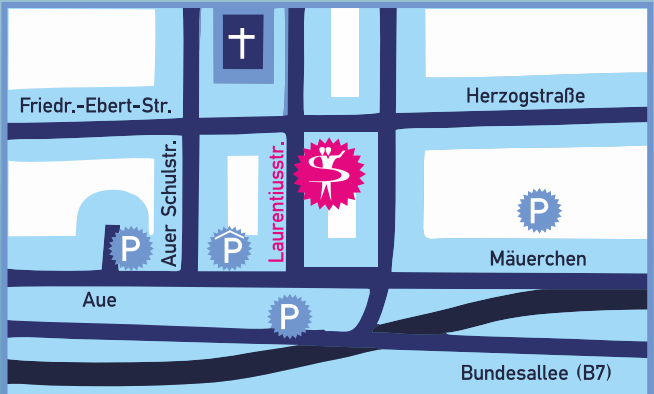 Friedr.-Ebert-Str.
Herzogstraße
Auer Schulstr.
Laurentiusstr.
P
P
P
P
Mäuerchen
Aue
Bundesallee (B7)